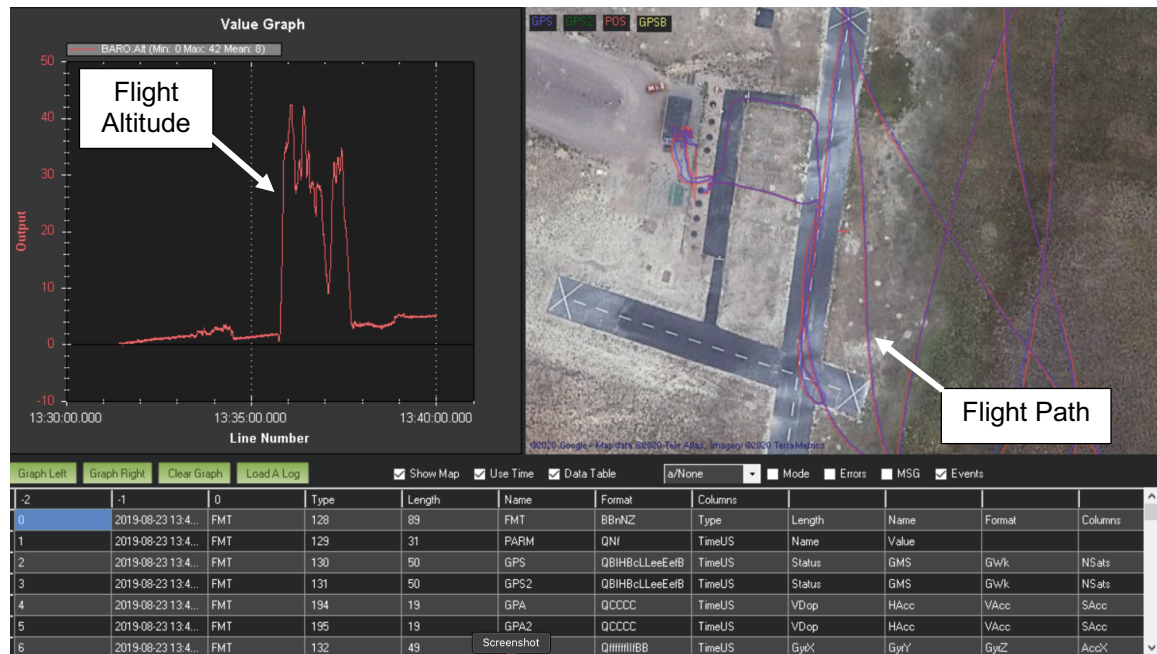 Value Graph
BARO.Alt (Min: 0 Max: 42 Mean: 8)
50
40
30
20
10
0
-10
Output
13:30:00.000 13:35:00.000 13:40:00.000
Line Number
Flight
Altitude
GPS GPS2 POS GPSB
Flight Path
©2020 Google - Map data ©2020 Tele Atlas, Imagery ©2020 TerraMetrics
Graph Left Graph Right Clear Graph Load A Log Show Map Use Time Data Table a/None Mode Errors MSG Events
-2 -1 0 Type Length Name Format Columns
0 2019-08-23 13:4... FMT 128 89 FMT BBnNZ Type Length Name Format Columns
1 2019-08-23 13:4... FMT 129 31 PARM QNf TimeUS Name Value
2 2019-08-23 13:4... FMT 130 50 GPS QBIHBcLLeeEefB TimeUS Status GMS GWk NSats
3 2019-08-23 13:4... FMT 131 50 GPS2 QBIHBcLLeeEefB TimeUS Status GMS GWk NSats
4 2019-08-23 13:4... FMT 194 19 GPA QCCCC TimeUS VDop HAcc VAcc SAcc
5 2019-08-23 13:4... FMT 195 19 GPA2 QCCCC TimeUS VDop HAcc VAcc SAcc
6 2019-08-23 13:4... FMT 132 49 TimeUS GyrX GyrY GyrZ AccX
Screenshot